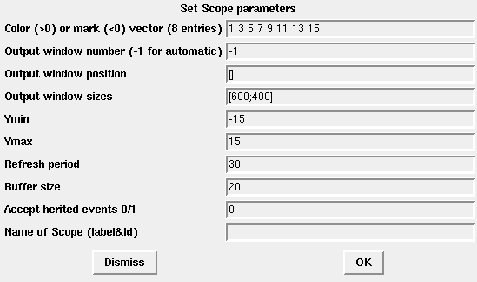 Set Scope parameters
Color (>0) or mark (<0) vector (8 entries) 1 3 5 7 9 11 13 15
Output window number (-1 for automatic) -1
Output window position []
Output window sizes [600;400]
Ymin -15
Ymax 15
Refresh period 30
Buffer size 20
Accept herited events 0/1 0
Name of Scope (label&Id)
Dismiss OK